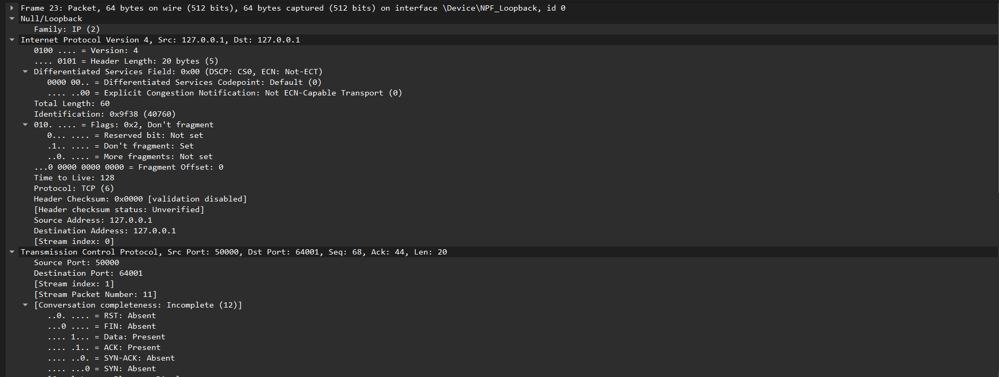 Frame 23: Packet, 64 bytes on wire (512 bits), 64 bytes captured (512 bits) on interface \Device\NPF_Loopback, id 0
Null/Loopback
Family: IP (2)
Internet Protocol Version 4, Src: 127.0.0.1, Dst: 127.0.0.1
0100 .... = Version: 4
.... 0101 = Header Length: 20 bytes (5)
Differentiated Services Field: 0x00 (DSCP: CS0, ECN: Not-ECT)
0000 00.. = Differentiated Services Codepoint: Default (0)
.... ..00 = Explicit Congestion Notification: Not ECN-Capable Transport (0)
Total Length: 60
Identification: 0x9f38 (40760)
010. .... = Flags: 0x2, Don't fragment
0... .... = Reserved bit: Not set
.1.. .... = Don't fragment: Set
..0. .... = More fragments: Not set
...0 0000 0000 0000 = Fragment Offset: 0
Time to Live: 128
Protocol: TCP (6)
Header Checksum: 0x0000 [validation disabled]
[Header checksum status: Unverified]
Source Address: 127.0.0.1
Destination Address: 127.0.0.1
[Stream index: 0]
Transmission Control Protocol, Src Port: 50000, Dst Port: 64001, Seq: 68, Ack: 44, Len: 20
Source Port: 50000
Destination Port: 64001
[Stream index: 1]
[Stream Packet Number: 11]
[Conversation completeness: Incomplete (12)]
..0. .... = RST: Absent
...0 .... = FIN: Absent
.... 1... = Data: Present
.... .1.. = ACK: Present
.... ..0. = SYN-ACK: Absent
.... ...0 = SYN: Absent